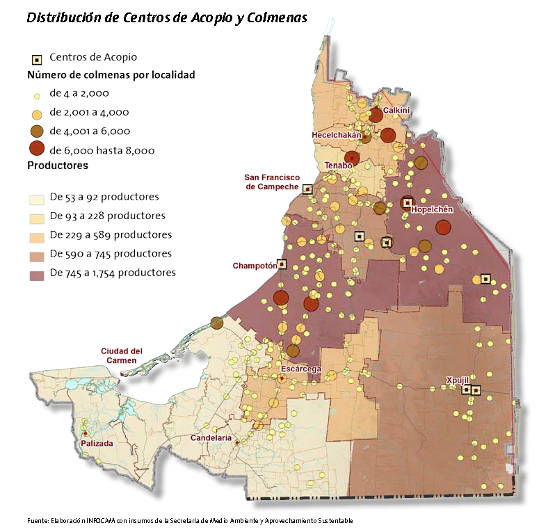 Distribución de Centros de Acopio y Colmenas
Centros de Acopio
Número de colmenas por localidad
de 4 a 2,000
de 2,001 a 4,000
de 4,001 a 6,000
de 6,000 hasta 8,000
Productores
De 53 a 92 productores
De 93 a 228 productores
De 229 a 589 productores
De 590 a 745 productores
De 745 a 1,754 productores
Calkiní
Hecelchakán
Tenabo
San Francisco
de Campeche
Hopelchén
Champotón
Ciudad del
Carmen
Escárcega
Xpujil
Palizada
Candelaria
Fuente: Elaboración INFOCAM con insumos de la Secretaría de Medio Ambiente y Aprovechamiento Sustentable